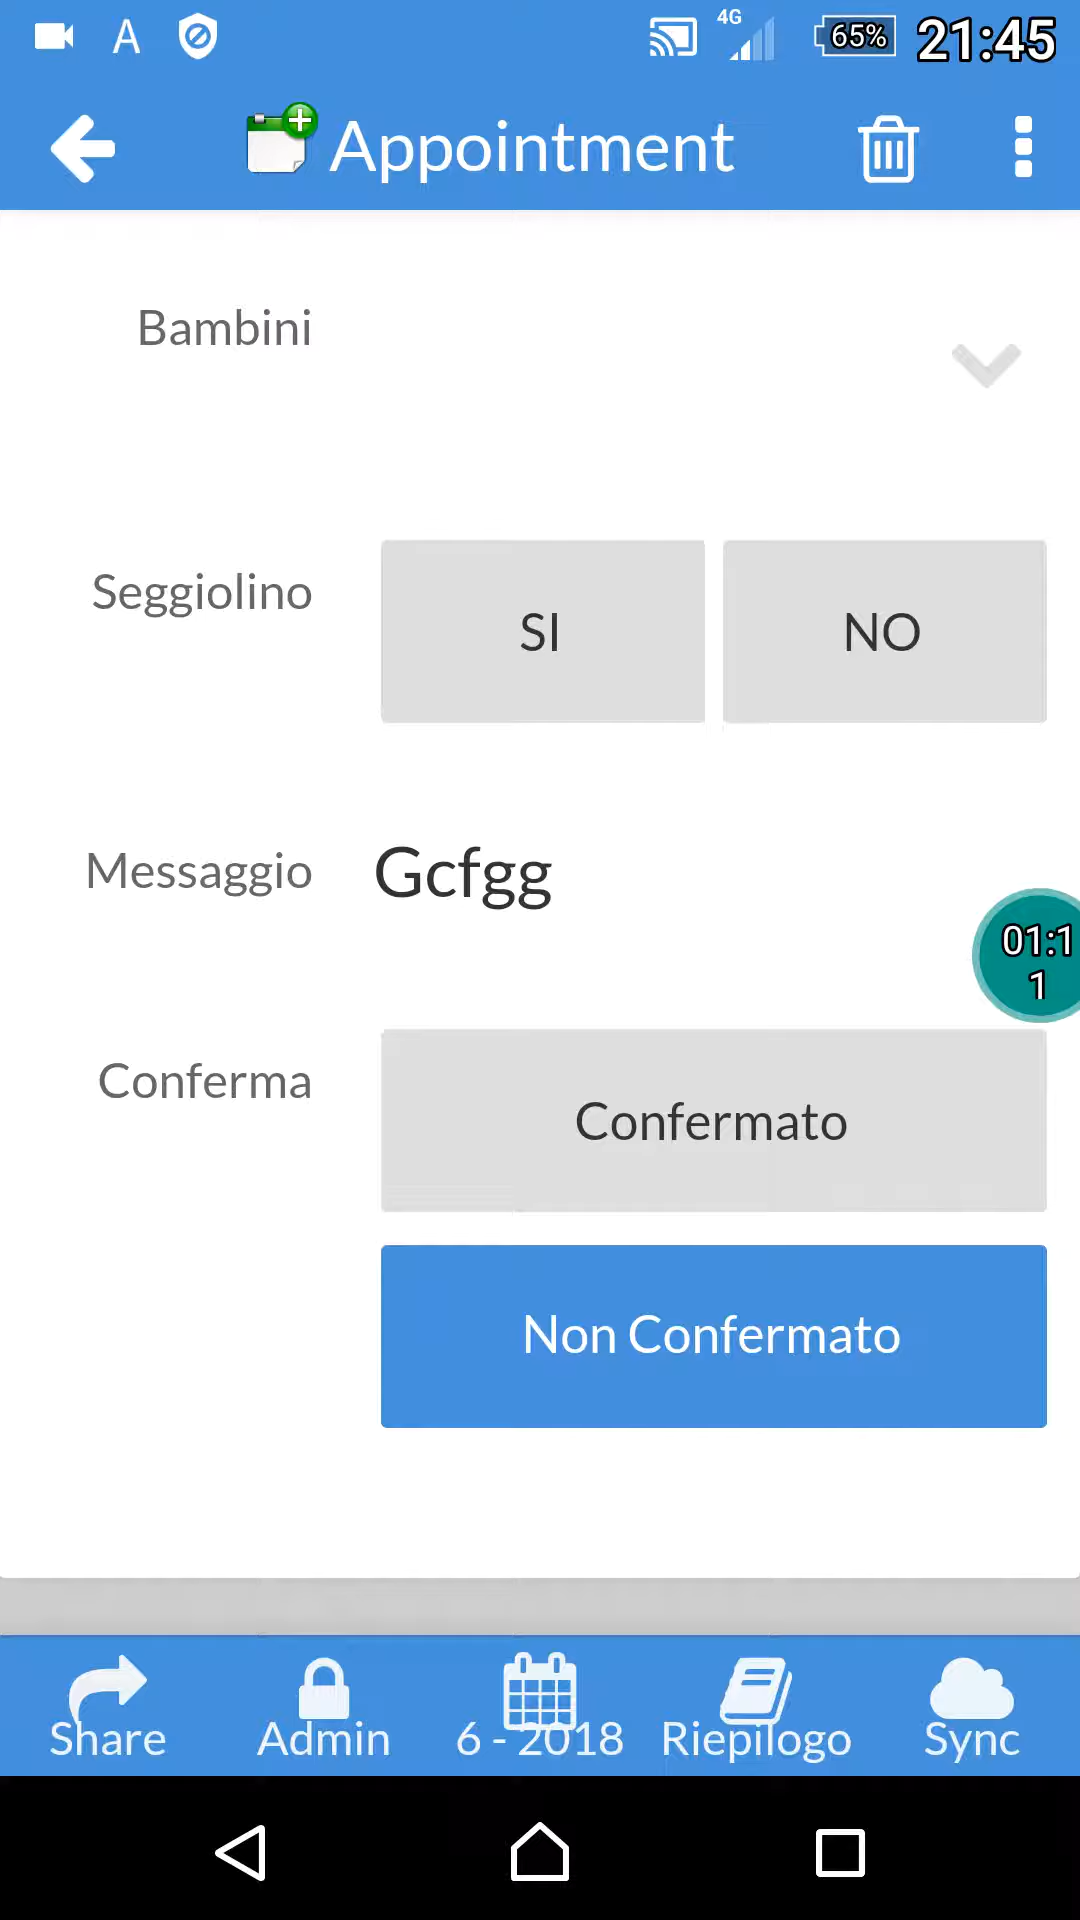 A 4G 65% 21:45
Appointment
Bambini
Seggiolino SI NO
Messaggio Gcfgg
01:1
1
Conferma Confermato
Non Confermato
Share Admin 6 - 2018 Riepilogo Sync